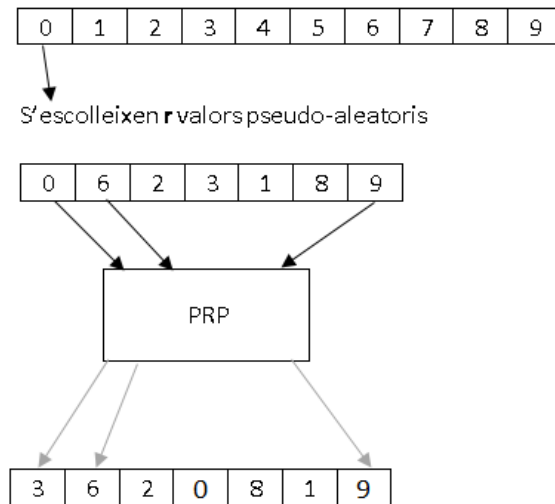 0 1 2 3 4 5 6 7 8 9
S'escolleixen r valors pseudo-aleatoris
0 6 2 3 1 8 9
PRP
3 6 2 0 8 1 9